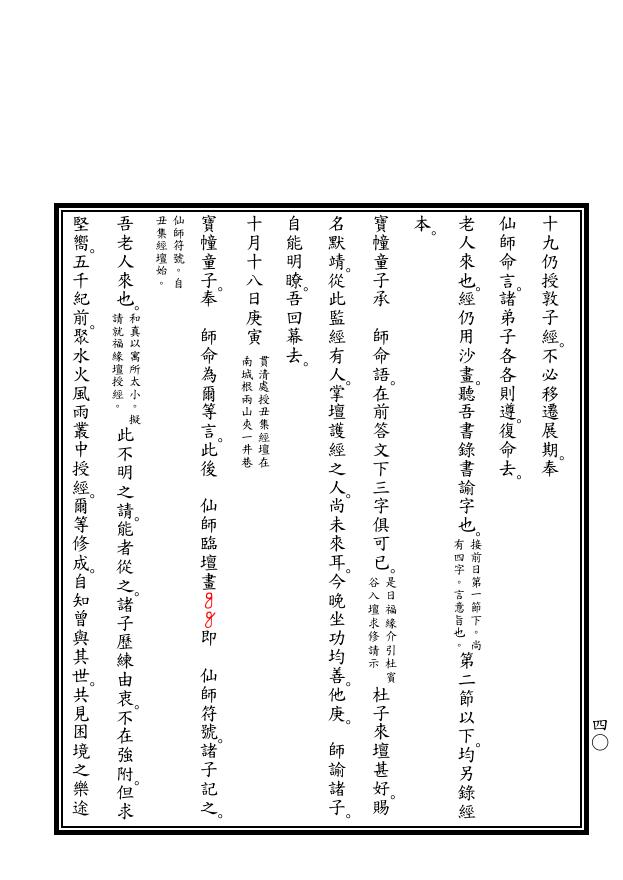 十九仍授敦子經。不必移遷展期。奉
仙師命言。諸弟子各各則遵。復命去。
老人來也。經仍用沙畫。聽吾書錄書諭字也。接前日第一節下。尚有四字。言意旨也。第二節以下。均另錄經
本。
寶幢童子承　師命語。在前答文下三字俱可已。是日福緣介引杜賓谷入壇求修請示杜子來壇甚好。賜
名默靖。從此監經有人。掌壇護經之人。尚未來耳。今晚坐功均善。他庚。　師諭諸子。
自能明瞭。吾回幕去。
十月十八日庚寅貫清處授丑集經壇在南城根兩山夾一井巷
寶幢童子。奉　師命為爾等言。此後　仙師臨壇畫即　仙師符號。諸子記之。
仙師符號。自丑集經壇始。
吾老人來也。和真以寓所太小。擬請就福緣壇授經。此不明之請。能者從之。諸子歷練由衷。不在強附。但求
堅嚮。五千紀前。聚水火風雨叢中授經。爾等修成。自知曾與其世。共見困境之樂途
四〇